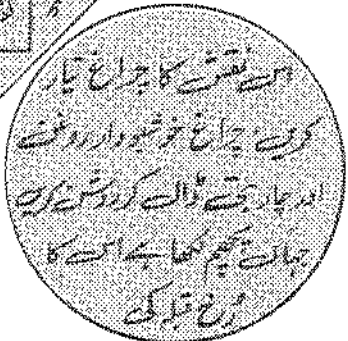 اس نقش کا چراغ تیار
کریں، چراغ خوشبودار روغن
اور چار بتی ڈال کر روشن کریں
جہاں پچھم لکھا ہے اس کا
رخ قبلہ کی